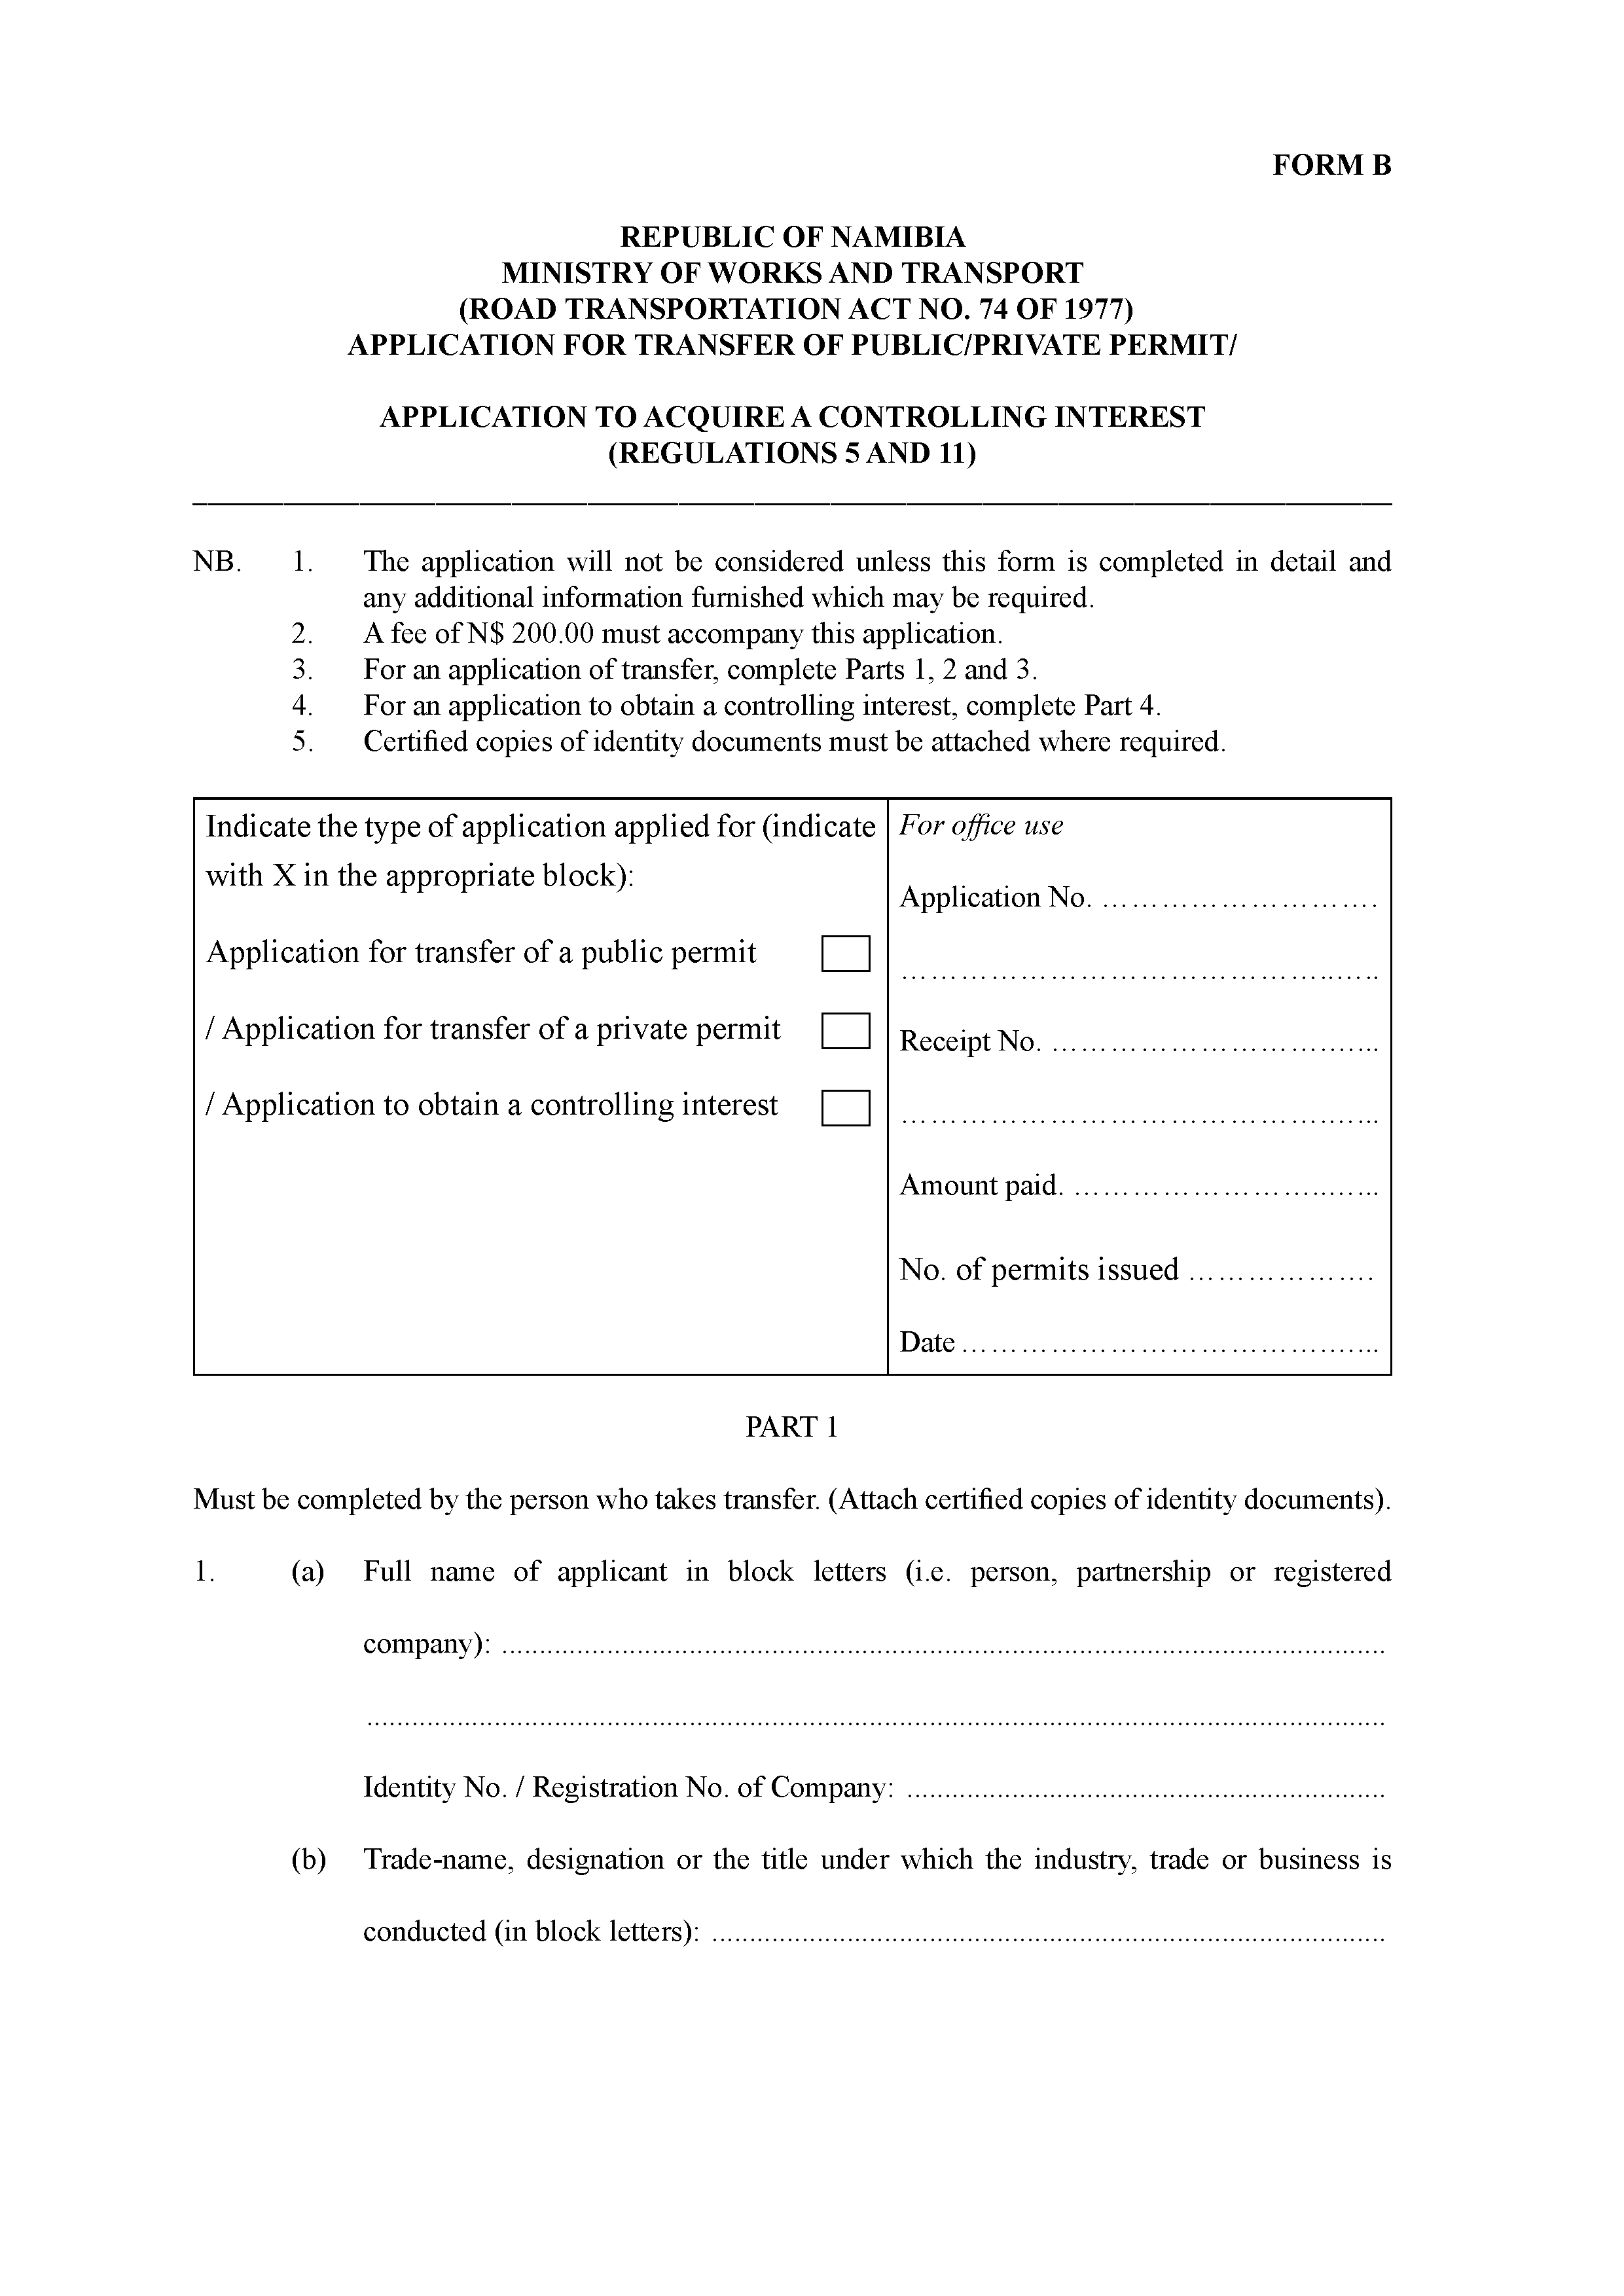 FORM B
REPUBLIC OF NAMIBIA
MINISTRY OF WORKS AND TRANSPORT
(ROAD TRANSPORTATION ACT NO. 74 OF 1977)
APPLICATION FOR TRANSFER OF PUBLIC/PRIVATE PERMIT/
APPLICATION TO ACQUIRE A CONTROLLING INTEREST
(REGULATIONS 5 AND 11)
NB. 1. The application will not be considered unless this form is completed in detail and
any additional information furnished which may be required.
2. A fee of N$ 200.00 must accompany this application.
3. For an application of transfer, complete Parts 1, 2 and 3.
4. For an application to obtain a controlling interest, complete Part 4.
5. Certified copies of identity documents must be attached where required.
Indicate the type of application applied for (indicate
with X in the appropriate block):
Application for transfer of a public permit
/ Application for transfer of a private permit
/ Application to obtain a controlling interest
For office use
Application No. ……………………….
…………………………………….…..
Receipt No. …………………………...
…………………………………….…...
Amount paid. …………………….…...
No. of permits issued ……………….
Date …………………………………...
PART 1
Must be completed by the person who takes transfer. (Attach certified copies of identity documents).
1. (a) Full name of applicant in block letters (i.e. person, partnership or registered
company): ......................................................................................................................
........................................................................................................................................
Identity No. / Registration No. of Company: ................................................................
(b) Trade-name, designation or the title under which the industry, trade or business is
conducted (in block letters): ..........................................................................................